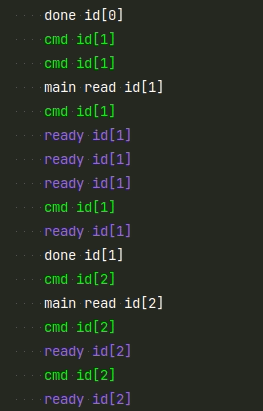 done id[0]
cmd id[1]
cmd id[1]
main read id[1]
cmd id[1]
ready id[1]
ready id[1]
ready id[1]
cmd id[1]
ready id[1]
done id[1]
cmd id[2]
main read id[2]
cmd id[2]
ready id[2]
cmd id[2]
ready id[2]